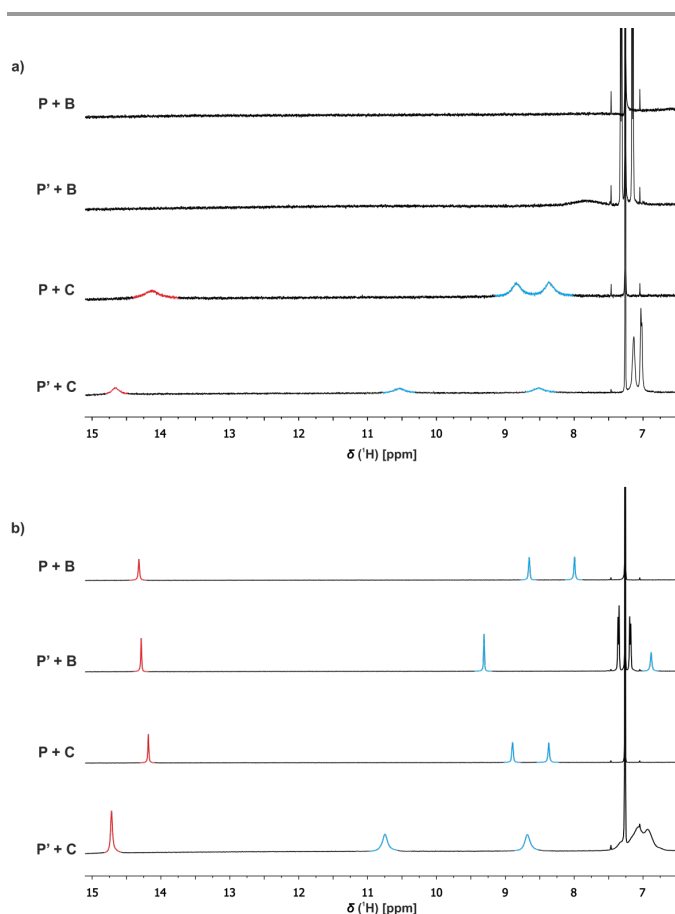 a)
P + B
P' + B
P + C
P' + C
15 14 13 12 11 10 9 8 7
δ (¹H) [ppm]
b)
P + B
P' + B
P + C
P' + C
15 14 13 12 11 10 9 8 7
δ (¹H) [ppm]